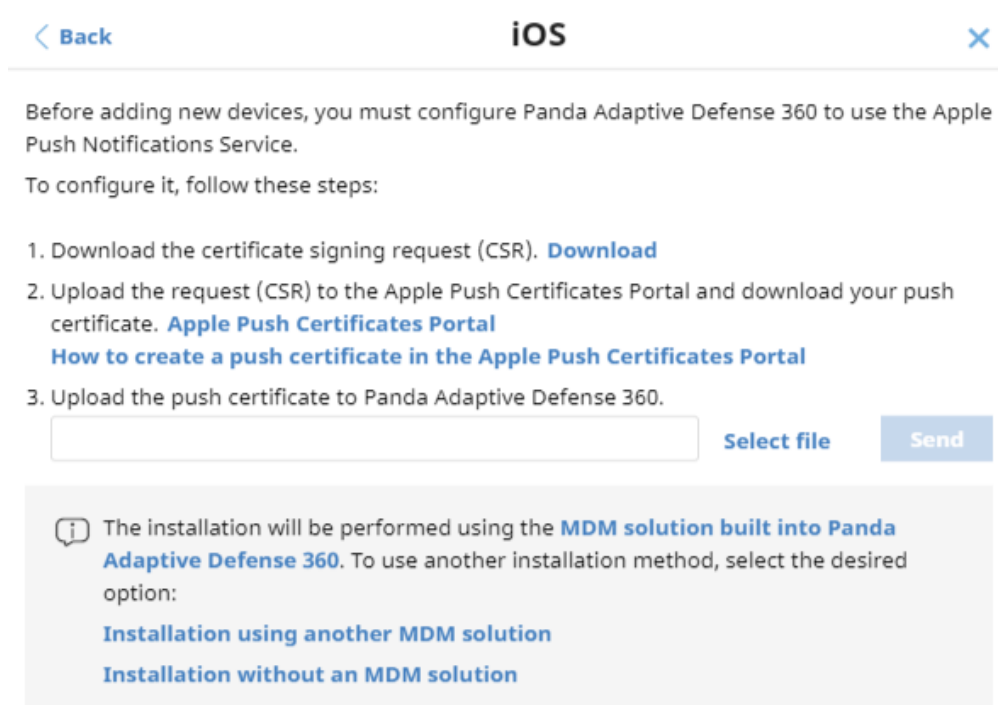 Back
iOS
Before adding new devices, you must configure Panda Adaptive Defense 360 to use the Apple
Push Notifications Service.
To configure it, follow these steps:
1. Download the certificate signing request (CSR). Download
2. Upload the request (CSR) to the Apple Push Certificates Portal and download your push
certificate. Apple Push Certificates Portal
How to create a push certificate in the Apple Push Certificates Portal
3. Upload the push certificate to Panda Adaptive Defense 360.
Select file
Send
The installation will be performed using the MDM solution built into Panda
Adaptive Defense 360. To use another installation method, select the desired
option:
Installation using another MDM solution
Installation without an MDM solution